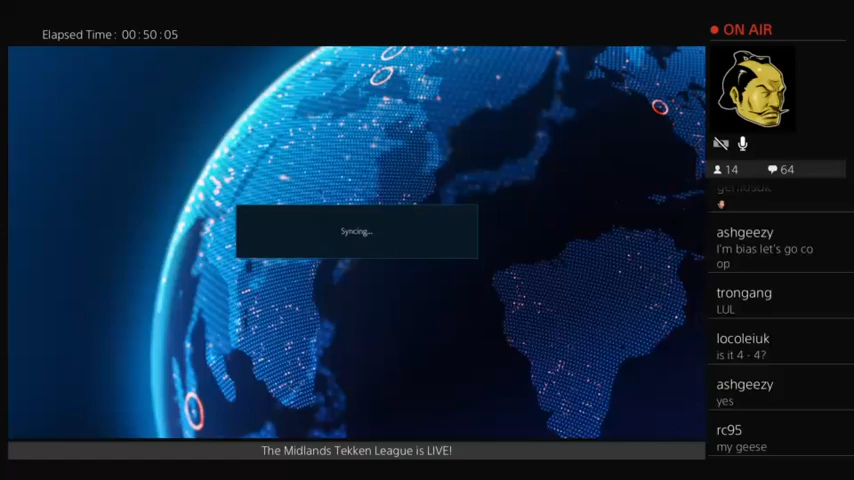 Elapsed Time: 00:50:05
ON AIR
14
64
ashgeezy
I'm bias let's go co
op
trongang
LUL
locoleiuk
is it 4 - 4?
ashgeezy
yes
rc95
my geese
Syncing...
The Midlands Tekken League is LIVE!